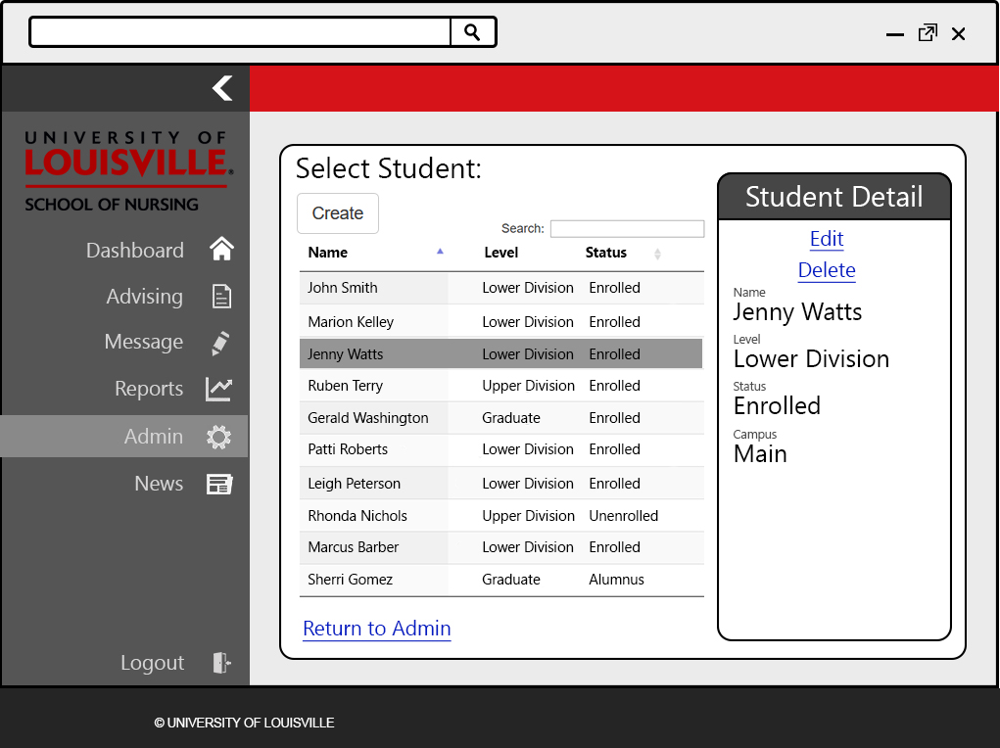 UNIVERSITY OF
LOUISVILLE.
SCHOOL OF NURSING
Dashboard
Advising
Message
Reports
Admin
News
Logout
Select Student:
Create
Search:
Name Level Status
John Smith Lower Division Enrolled
Marion Kelley Lower Division Enrolled
Jenny Watts Lower Division Enrolled
Ruben Terry Upper Division Enrolled
Gerald Washington Graduate Enrolled
Patti Roberts Lower Division Enrolled
Leigh Peterson Lower Division Enrolled
Rhonda Nichols Upper Division Unenrolled
Marcus Barber Lower Division Enrolled
Sherri Gomez Graduate Alumnus
Return to Admin
Student Detail
Edit
Delete
Name
Jenny Watts
Level
Lower Division
Status
Enrolled
Campus
Main
© UNIVERSITY OF LOUISVILLE